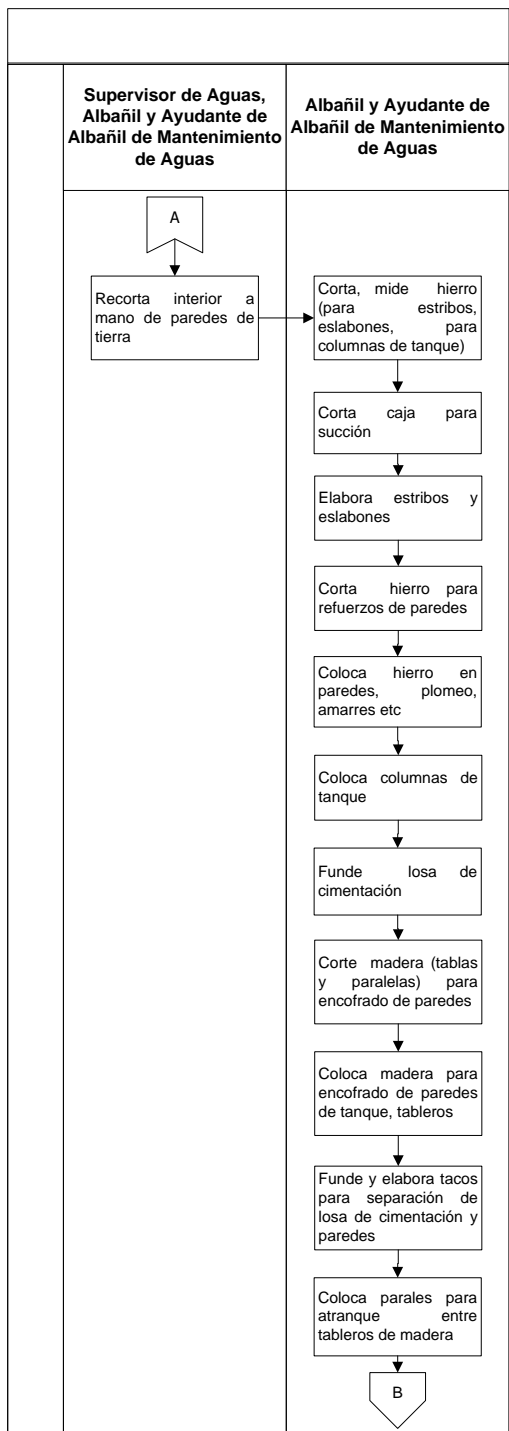 Supervisor de Aguas,
Albañil y Ayudante de
Albañil de Mantenimiento
de Aguas
Albañil y Ayudante de
Albañil de Mantenimiento
de Aguas
A
Recorta interior a
mano de paredes de
tierra
Corta, mide hierro
(para estribos,
eslabones, para
columnas de tanque)
Corta caja para
succión
Elabora estribos y
eslabones
Corta hierro para
refuerzos de paredes
Coloca hierro en
paredes, plomeo,
amarres etc
Coloca columnas de
tanque
Funde losa de
cimentación
Corte madera (tablas
y paralelas) para
encofrado de paredes
Coloca madera para
encofrado de paredes
de tanque, tableros
Funde y elabora tacos
para separación de
losa de cimentación y
paredes
Coloca parales para
atranque entre
tableros de madera
B